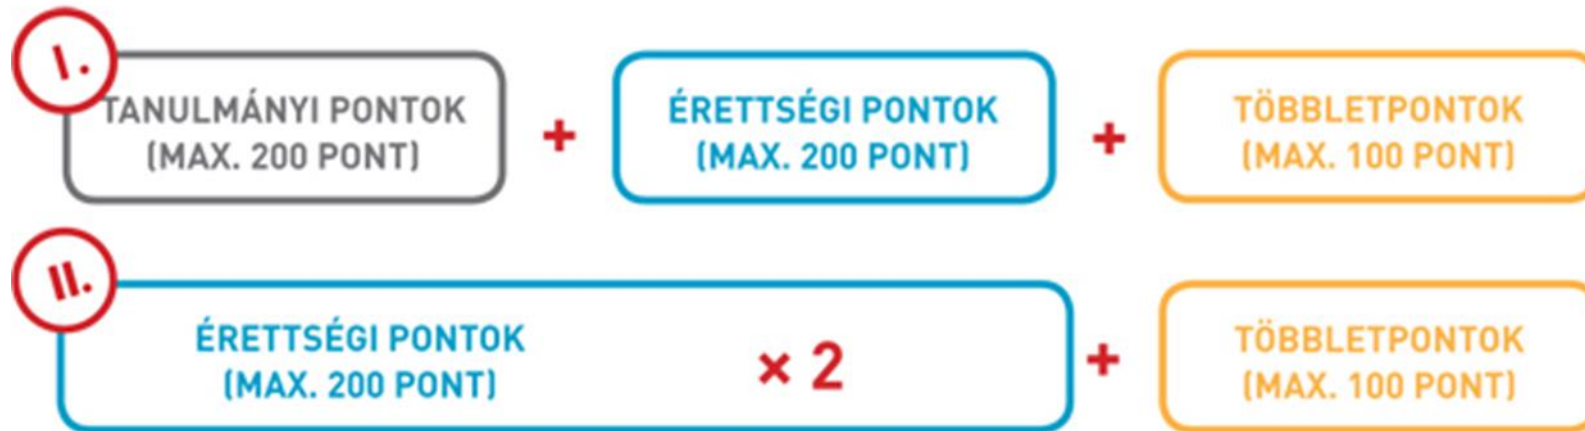 I.
TANULMÁNYI PONTOK
(MAX. 200 PONT)
+
ÉRETTSÉGI PONTOK
(MAX. 200 PONT)
+
TÖBBLETPONTOK
(MAX. 100 PONT)
II.
ÉRETTSÉGI PONTOK
(MAX. 200 PONT)
× 2
+
TÖBBLETPONTOK
(MAX. 100 PONT)